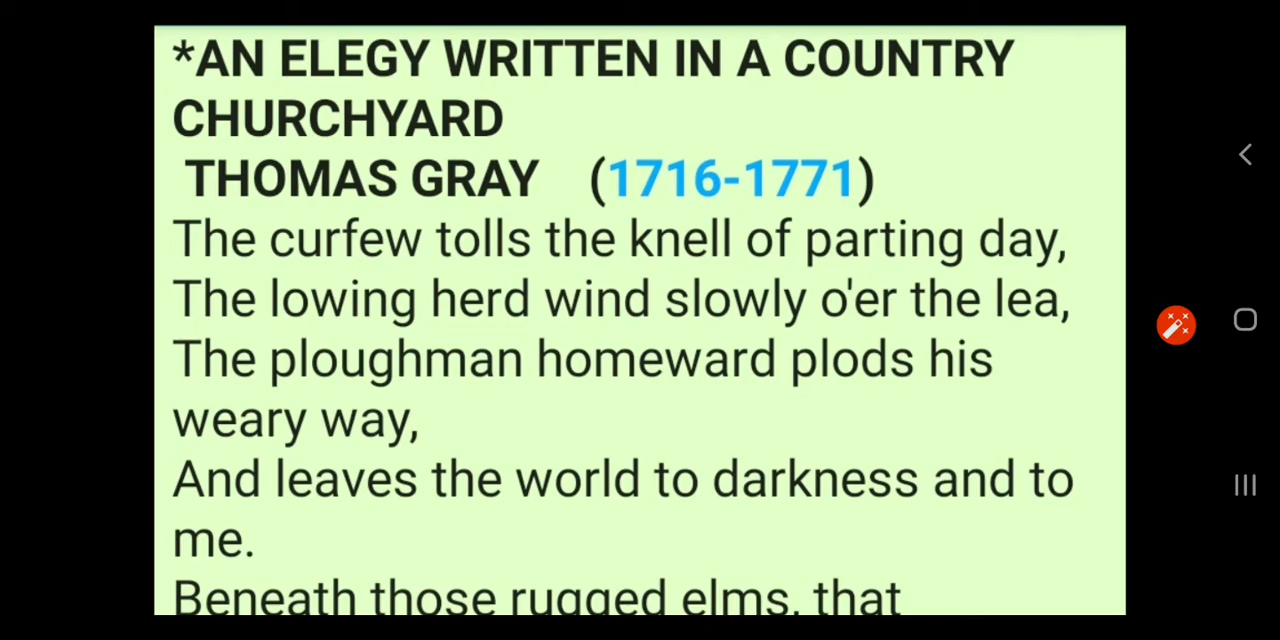 *AN ELEGY WRITTEN IN A COUNTRY
CHURCHYARD
THOMAS GRAY (1716-1771)
The curfew tolls the knell of parting day,
The lowing herd wind slowly o'er the lea,
The ploughman homeward plods his
weary way,
And leaves the world to darkness and to
me.
Beneath those rugged elms, that